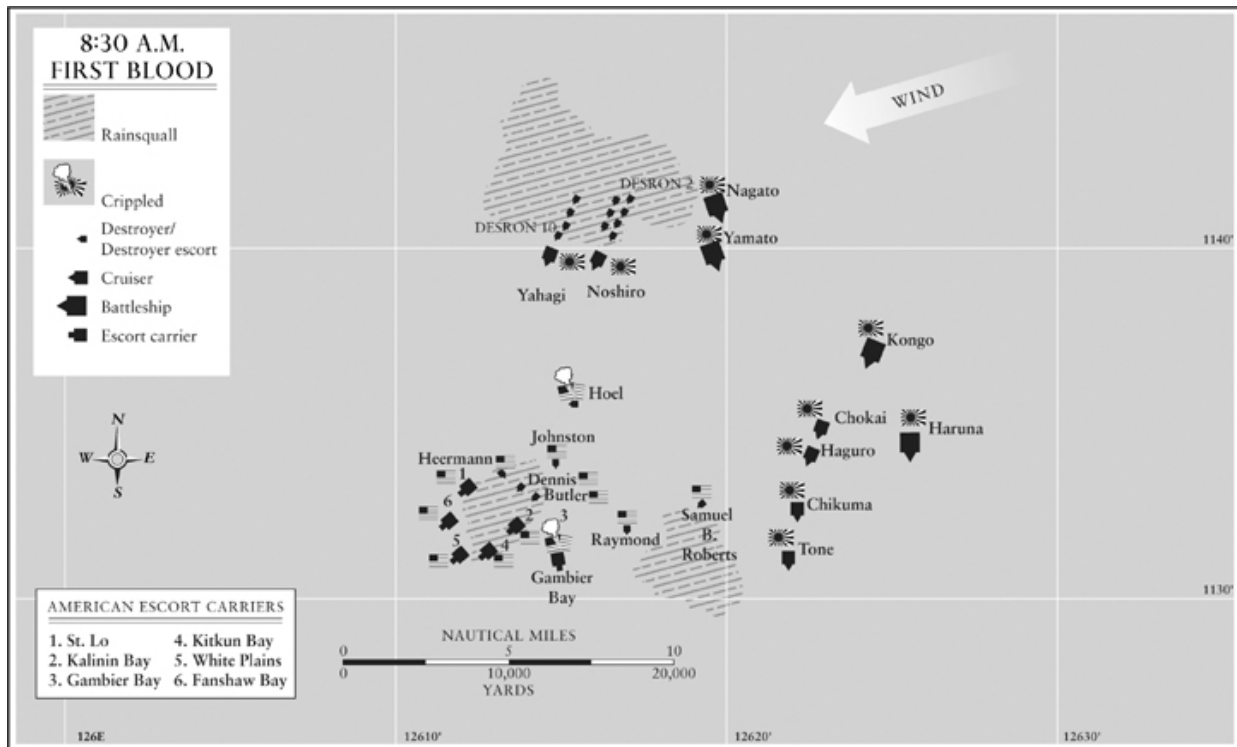 8:30 A.M.
FIRST BLOOD
Rainsquall
Crippled
Destroyer/
Destroyer escort
Cruiser
Battleship
Escort carrier
WIND
DESRON 2
Nagato
DESRON 10
Yamato
1140'
Yahagi
Noshiro
Kongo
Hoel
Chokai
Haruna
Johnston
Haguro
Heermann
1
Dennis
Butler
6
2
3
Chikuma
Samuel
B.
Roberts
Raymond
5
4
Tone
Gambier
Bay
1130'
N
W
E
S
AMERICAN ESCORT CARRIERS
1. St. Lo
2. Kalinin Bay
3. Gambier Bay
4. Kitkun Bay
5. White Plains
6. Fanshaw Bay
NAUTICAL MILES
0 5 10
0 10,000 20,000
YARDS
126E
12610'
12620'
12630'